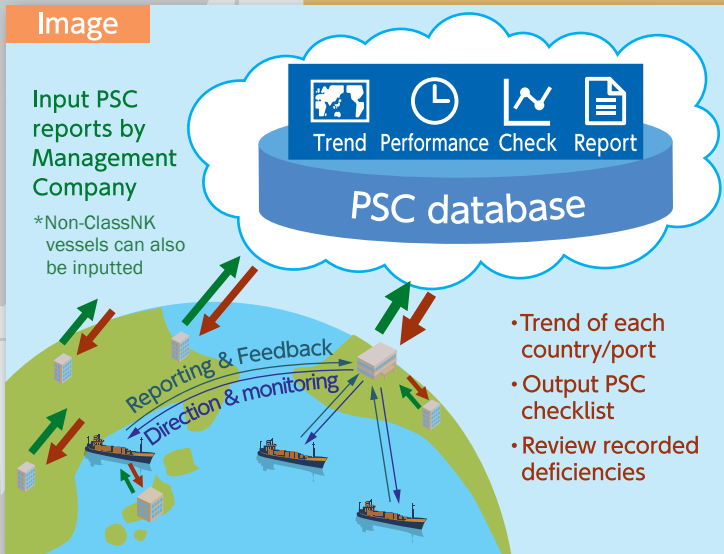 Image
Input PSC
reports by
Management
Company
*Non-ClassNK
vessels can also
be inputted
Trend Performance Check Report
PSC database
Reporting & Feedback
Direction & monitoring
・Trend of each
country/port
・Output PSC
checklist
・Review recorded
deficiencies